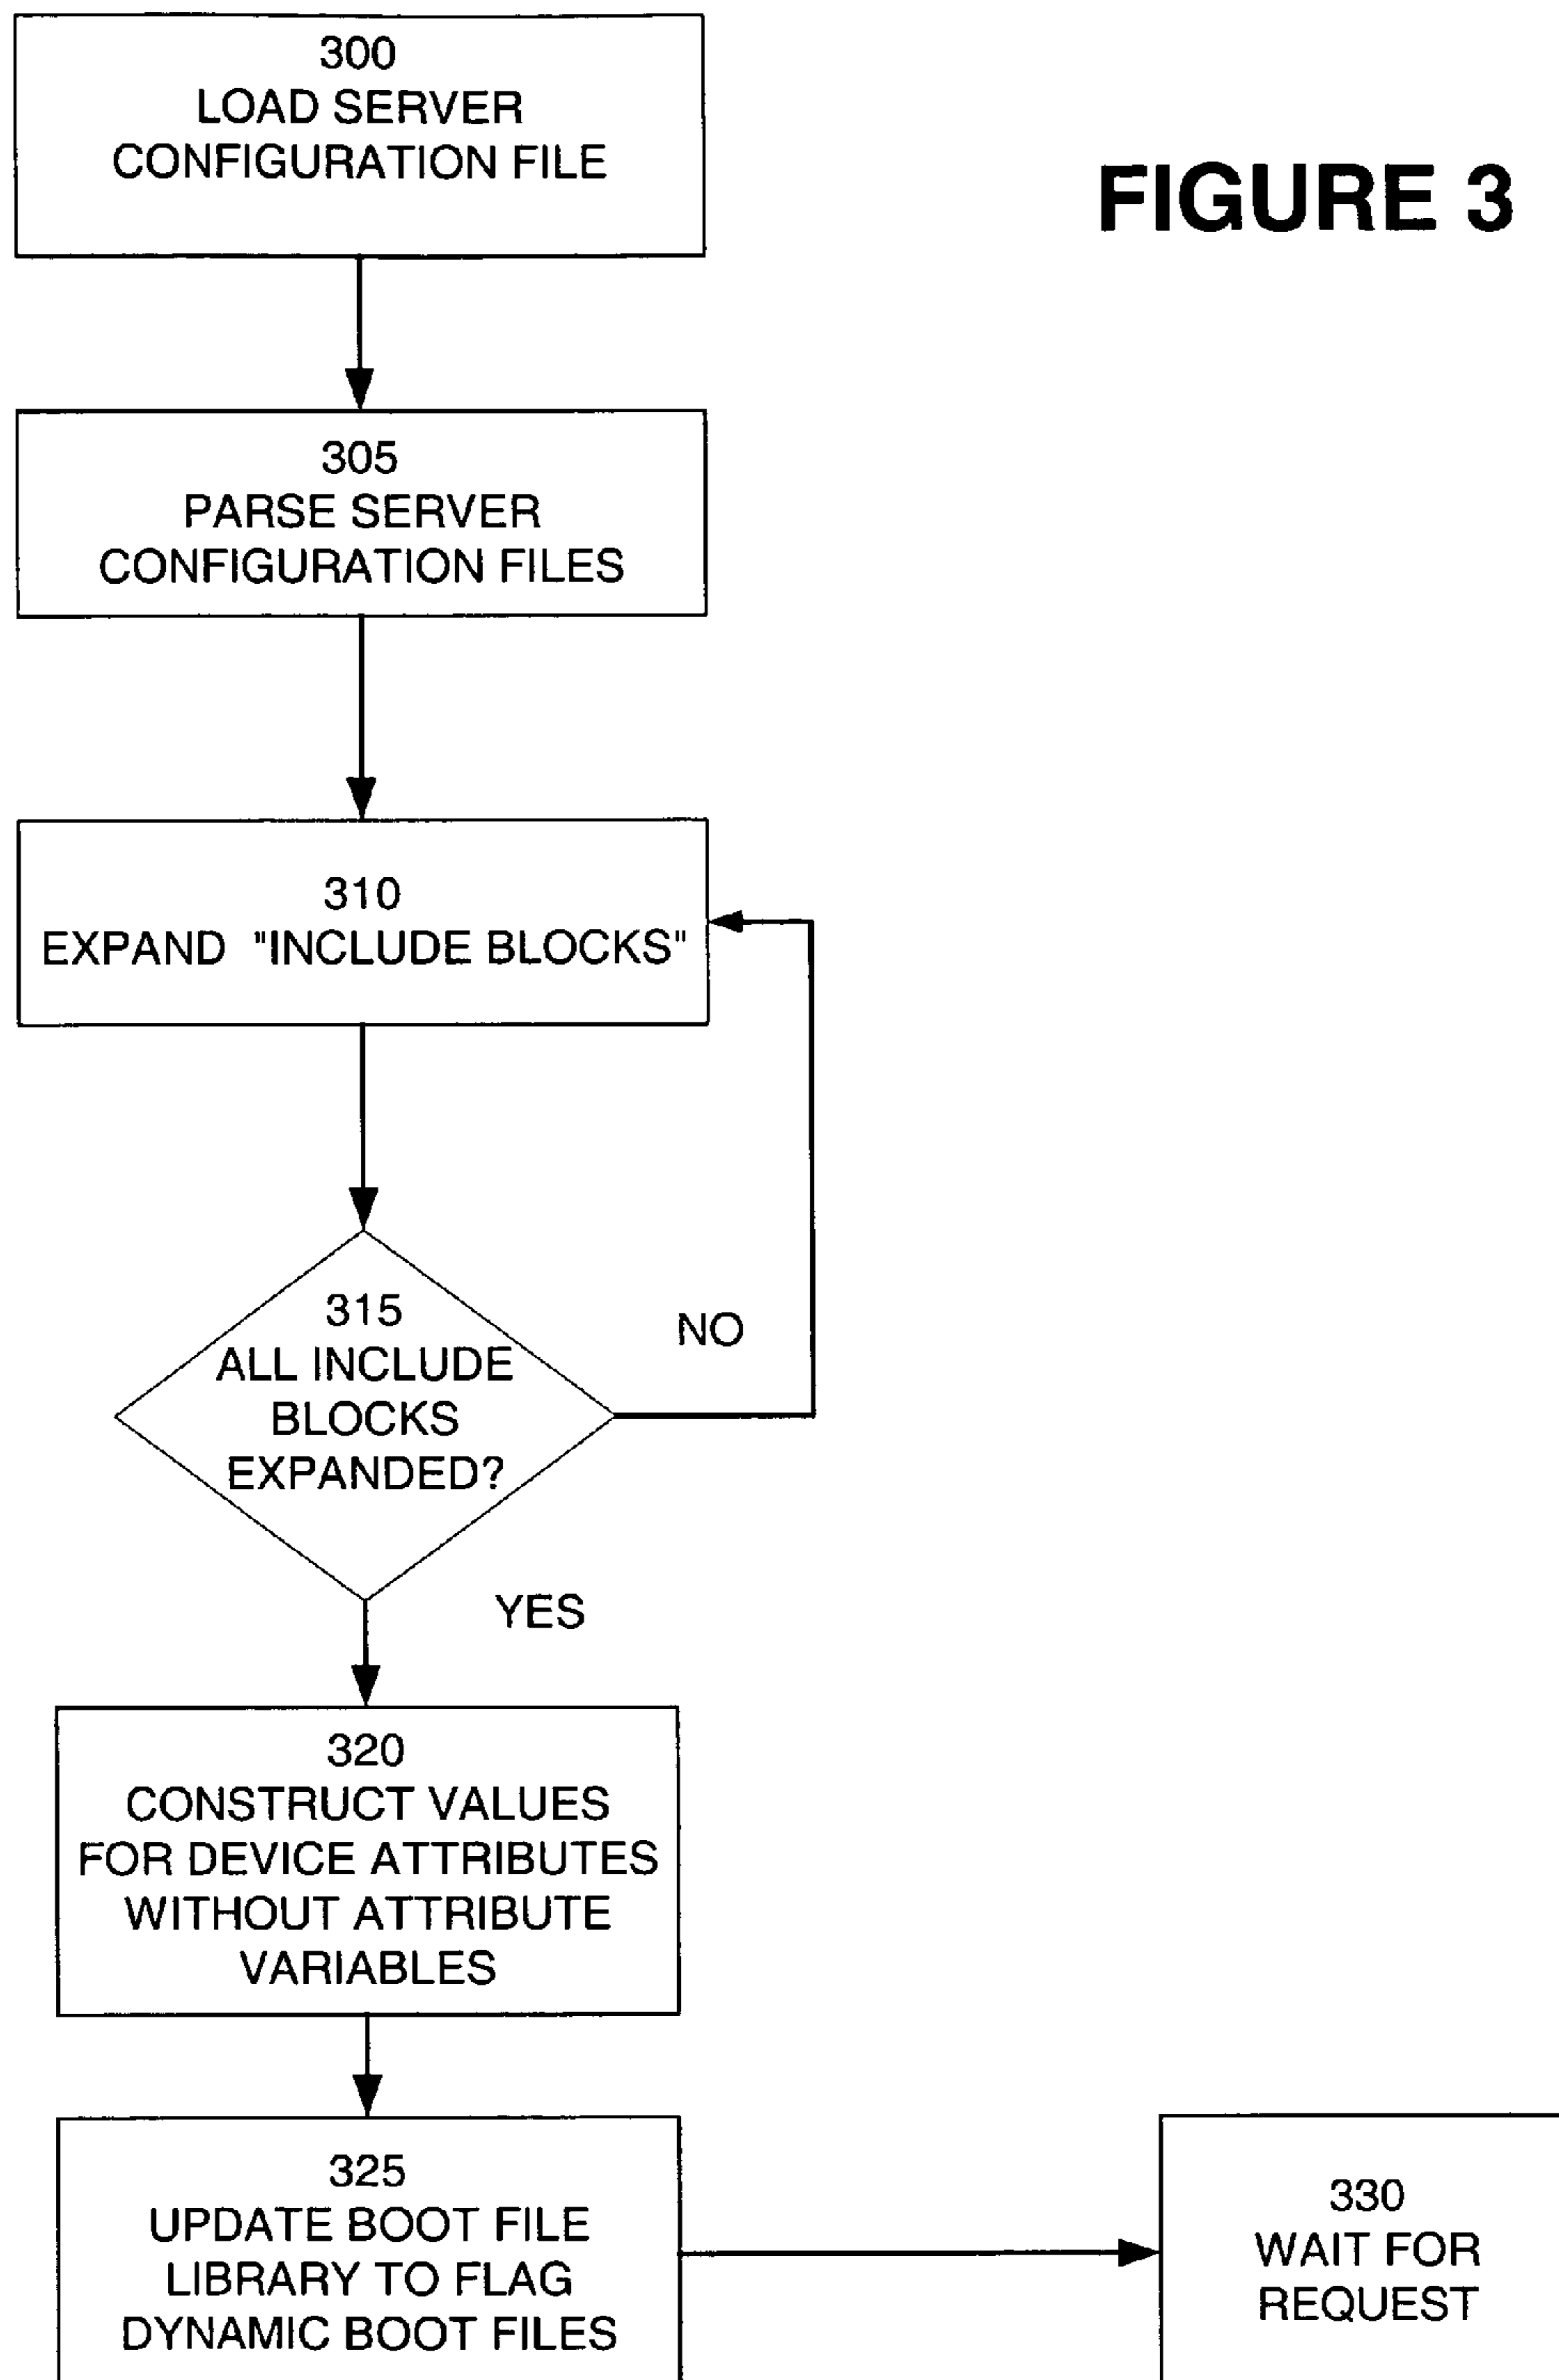 300
LOAD SERVER
CONFIGURATION FILE
FIGURE 3
305
PARSE SERVER
CONFIGURATION FILES
310
EXPAND "INCLUDE BLOCKS"
315
ALL INCLUDE
BLOCKS
EXPANDED?
NO
YES
320
CONSTRUCT VALUES
FOR DEVICE ATTRIBUTES
WITHOUT ATTRIBUTE
VARIABLES
325
UPDATE BOOT FILE
LIBRARY TO FLAG
DYNAMIC BOOT FILES
330
WAIT FOR
REQUEST